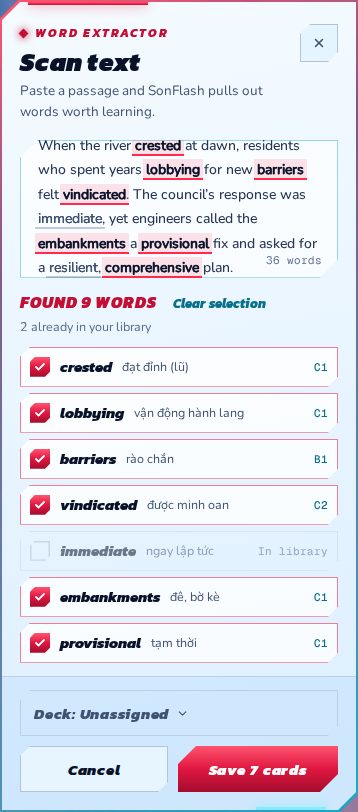 WORD EXTRACTOR
Scan text
Paste a passage and SonFlash pulls out
words worth learning.
When the river crested at dawn, residents
who spent years lobbying for new barriers
felt vindicated. The council's response was
immediate, yet engineers called the
embankments a provisional fix and asked for
a resilient, comprehensive plan.
36 words
FOUND 9 WORDS Clear selection
2 already in your library
crested đạt đỉnh (lũ) C1
lobbying vận động hành lang C1
barriers rào chắn B1
vindicated được minh oan C2
immediate ngay lập tức In library
embankments đê, bờ kè C1
provisional tạm thời C1
Deck: Unassigned
Cancel Save 7 cards